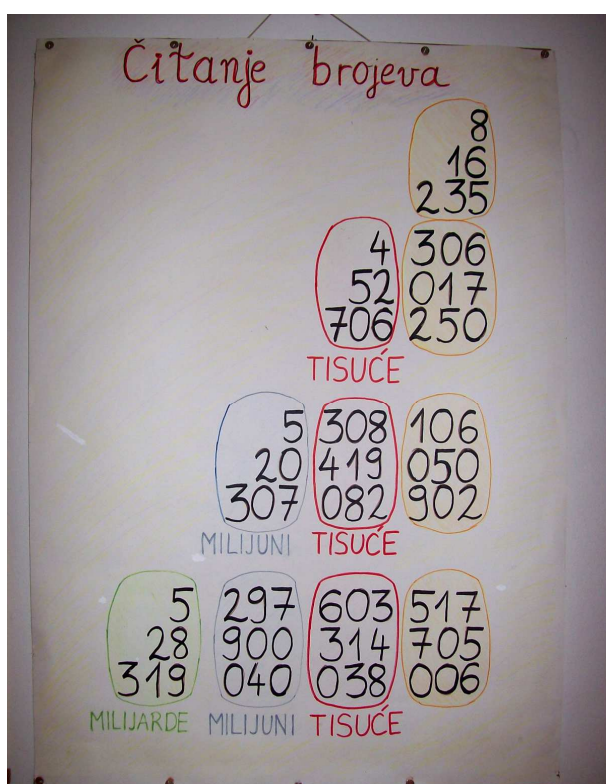 Čitanje brojeva
8
16
235
4 306
52 017
706 250
TISUĆE
5 308 106
20 419 050
307 082 902
MILIJUNI TISUĆE
5 297 603 517
28 900 314 705
319 040 038 006
MILIJARDE MILIJUNI TISUĆE